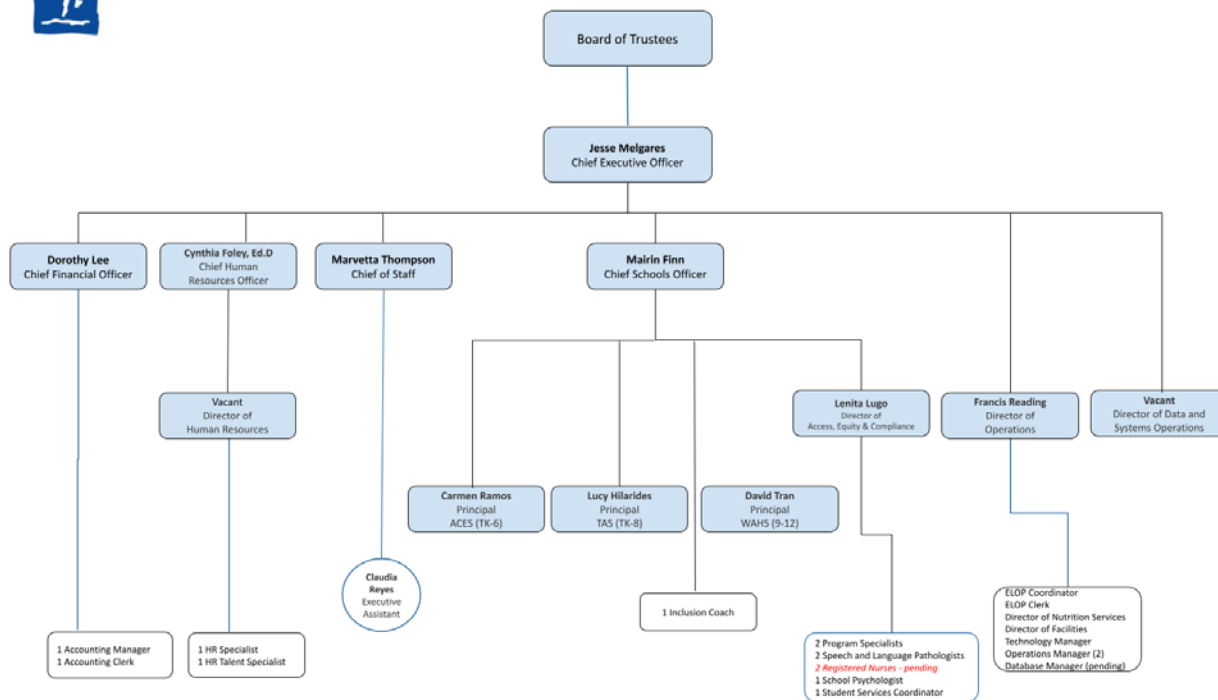 Board of Trustees
Jesse Melgares
Chief Executive Officer
Dorothy Lee
Chief Financial Officer
Cynthia Foley, Ed.D
Chief Human
Resources Officer
Marvetta Thompson
Chief of Staff
Mairin Finn
Chief Schools Officer
Vacant
Director of
Human Resources
Lenita Lugo
Director of
Access, Equity & Compliance
Francis Reading
Director of
Operations
Vacant
Director of Data and
Systems Operations
Carmen Ramos
Principal
ACES (TK-6)
Lucy Hilarides
Principal
TAS (TK-8)
David Tran
Principal
WAHS (9-12)
Claudia
Reyes
Executive
Assistant
1 Inclusion Coach
ELOP Coordinator
ELOP Clerk
Director of Nutrition Services
Director of Facilities
Technology Manager
Operations Manager (2)
Database Manager (pending)
1 Accounting Manager
1 Accounting Clerk
1 HR Specialist
1 HR Talent Specialist
2 Program Specialists
2 Speech and Language Pathologists
2 Registered Nurses - pending
1 School Psychologist
1 Student Services Coordinator